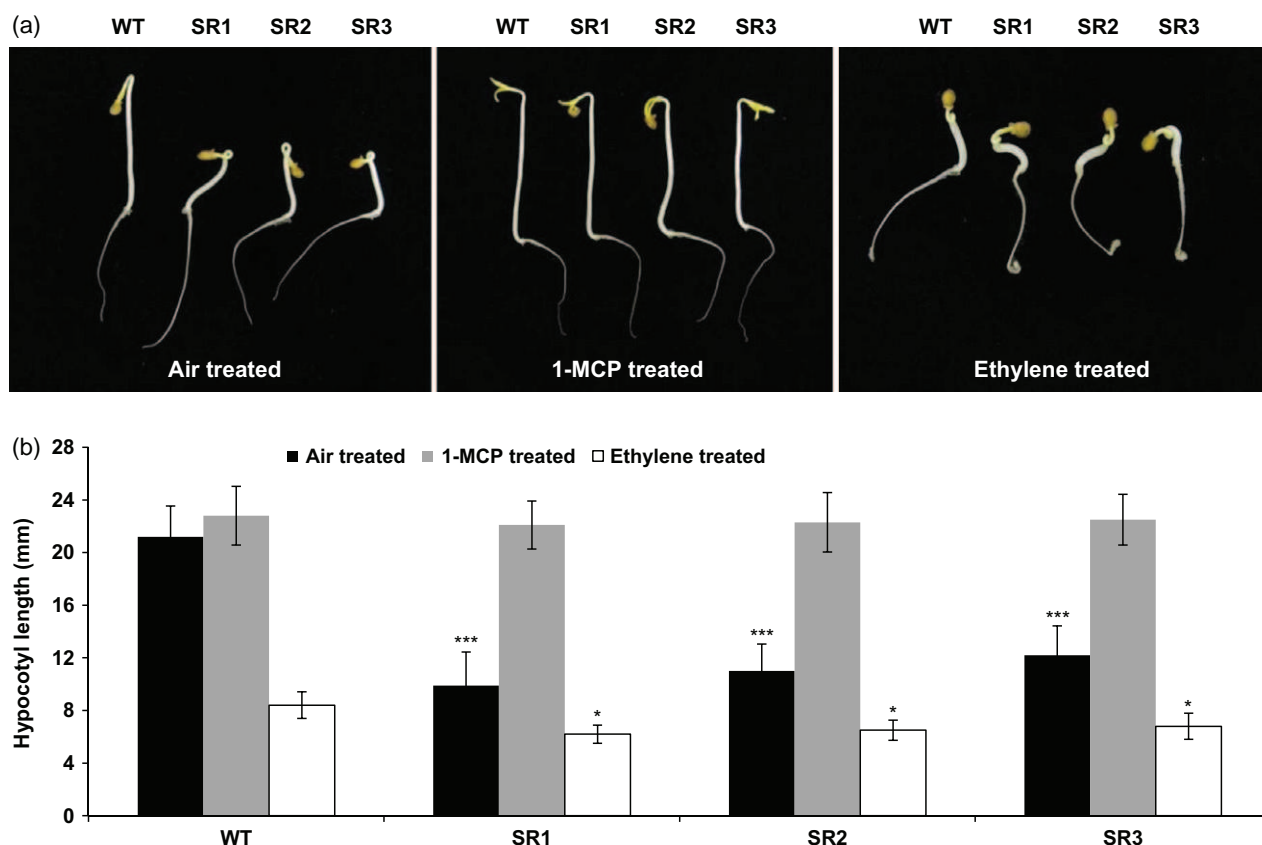 (a) WT SR1 SR2 SR3 WT SR1 SR2 SR3 WT SR1 SR2 SR3
Air treated 1-MCP treated Ethylene treated
(b)
28
Air treated 1-MCP treated Ethylene treated
24
20
16
12
8
4
0
Hypocotyl length (mm)
*** * *** * *** *
WT SR1 SR2 SR3